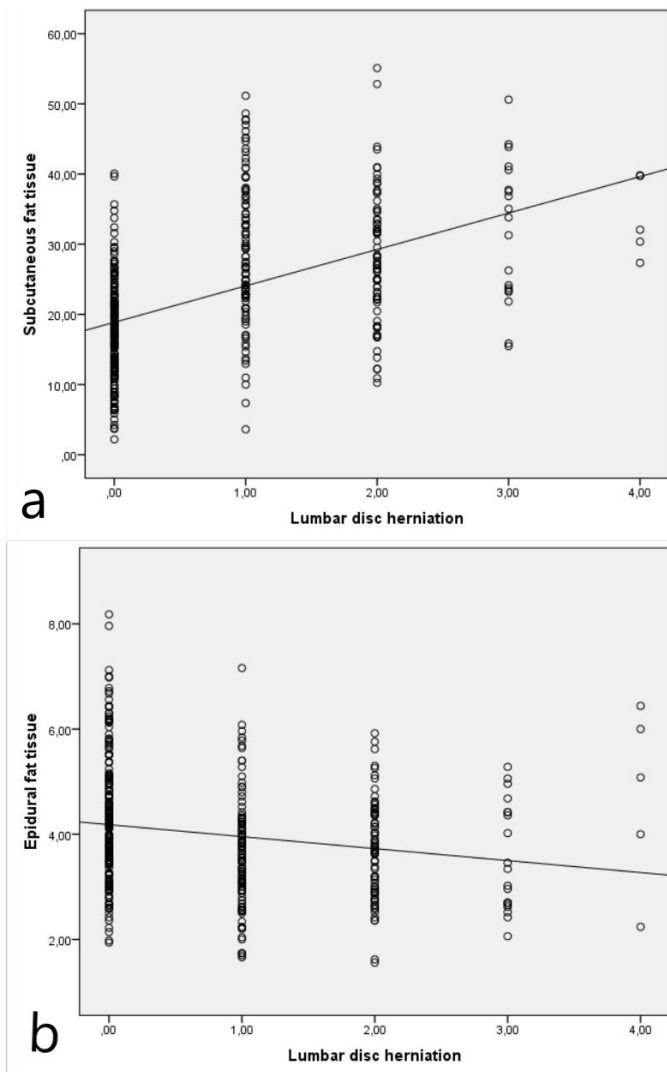 60,00
50,00
40,00
30,00
20,00
10,00
,00
Subcutaneous fat tissue
,00 1,00 2,00 3,00 4,00
Lumbar disc herniation
a
8,00
6,00
4,00
2,00
Epidural fat tissue
,00 1,00 2,00 3,00 4,00
Lumbar disc herniation
b